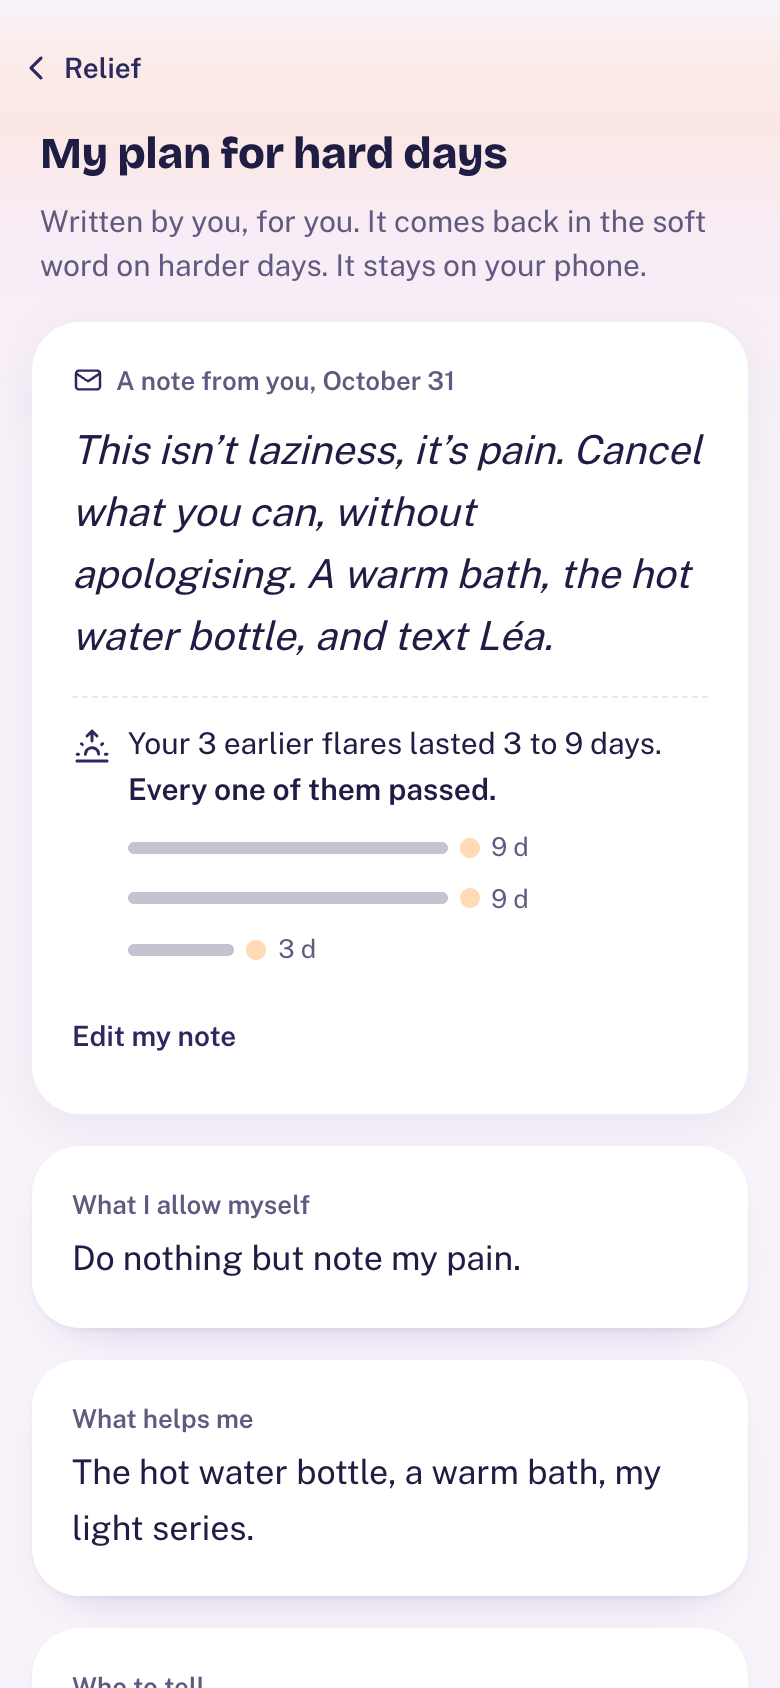 Relief
My plan for hard days
Written by you, for you. It comes back in the soft
word on harder days. It stays on your phone.
A note from you, October 31
This isn’t laziness, it’s pain. Cancel
what you can, without
apologising. A warm bath, the hot
water bottle, and text Léa.
Your 3 earlier flares lasted 3 to 9 days.
Every one of them passed.
9 d
9 d
3 d
Edit my note
What I allow myself
Do nothing but note my pain.
What helps me
The hot water bottle, a warm bath, my
light series.
Who to tell